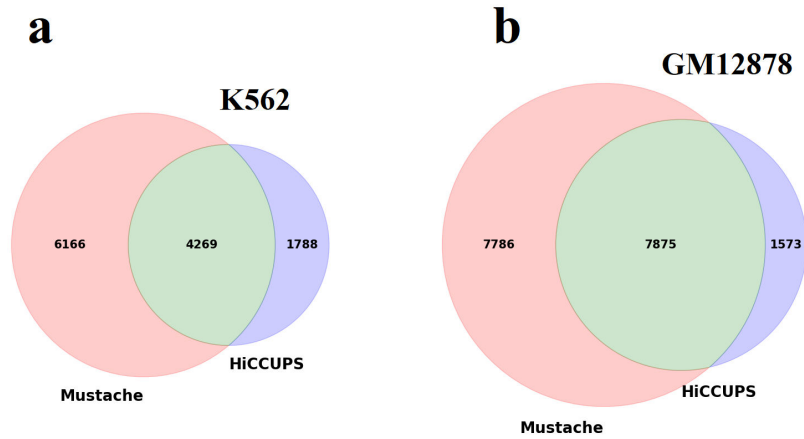 a
K562
6166
4269
1788
HiCCUPS
Mustache
b
GM12878
7786
7875
1573
HiCCUPS
Mustache